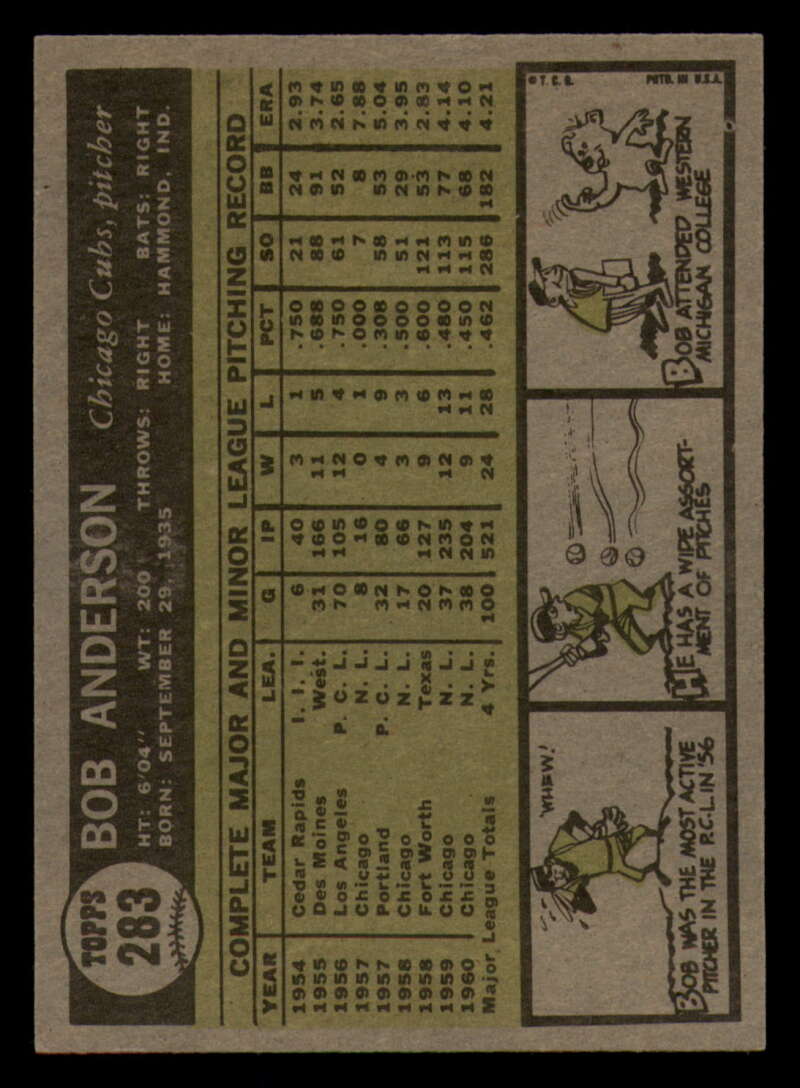 TOPPS
283
BOB ANDERSON Chicago Cubs, pitcher
HT: 6'04" WT: 200 THROWS: RIGHT BATS: RIGHT
BORN: SEPTEMBER 29, 1935 HOME: HAMMOND, IND.
COMPLETE MAJOR AND MINOR LEAGUE PITCHING RECORD
YEAR TEAM LEA. G IP W L PCT SO BB ERA
1954 Cedar Rapids I. I. I. 6 40 3 1 .750 21 24 2.93
1955 Des Moines West. 31 166 11 5 .688 88 91 3.74
1956 Los Angeles P. C. L. 70 105 12 4 .750 61 52 2.65
1957 Chicago N. L. 8 16 0 1 .000 7 8 7.88
1957 Portland P. C. L. 32 80 4 9 .308 58 53 5.04
1958 Chicago N. L. 17 66 3 3 .500 51 29 3.95
1958 Fort Worth Texas 20 127 9 6 .600 121 53 2.83
1959 Chicago N. L. 37 235 12 13 .480 113 77 4.14
1960 Chicago N. L. 38 204 9 11 .450 115 68 4.10
Major League Totals 4 Yrs. 100 521 24 28 .462 286 182 4.21
"WHEW!
BOB WAS THE MOST ACTIVE
PITCHER IN THE P.C.L. IN '56
HE HAS A WIDE ASSORT-
MENT OF PITCHES
© T. C. G. PRTD. IN U.S.A.
BOB ATTENDED WESTERN
MICHIGAN COLLEGE